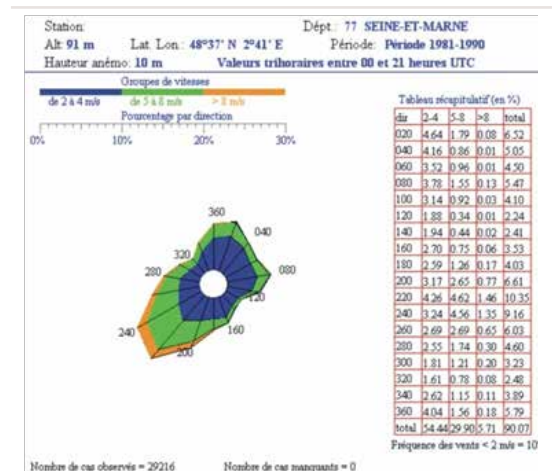 Station: Dépt.: 77 SEINE-ET-MARNE
Alt: 91 m Lat. Lon.: 48°37' N 2°41' E Période: Période 1981-1990
Hauteur anémo: 10 m Valeurs trihoraires entre 00 et 21 heures UTC
Groupes de vitesses
de 2 à 4 m/s de 5 à 8 m/s > 8 m/s
Pourcentage par direction
0% 10% 20% 30%
Tableau récapitulatif (en %)
dir 2-4 5-8 >8 total
020 4.64 1.79 0.08 6.52
040 4.16 0.86 0.01 5.05
060 3.52 0.96 0.01 4.50
080 3.78 1.55 0.13 5.47
100 3.14 0.92 0.03 4.10
120 1.88 0.34 0.01 2.24
140 1.94 0.44 0.02 2.41
160 2.70 0.75 0.06 3.53
180 2.59 1.26 0.17 4.03
200 3.17 2.65 0.77 6.61
220 4.26 4.62 1.46 10.35
240 3.24 4.56 1.35 9.16
260 2.69 2.69 0.65 6.03
280 2.55 1.74 0.30 4.60
300 1.81 1.21 0.20 3.23
320 1.61 0.78 0.08 2.48
340 2.62 1.15 0.11 3.89
360 4.04 1.56 0.18 5.79
total 54.44 29.90 5.71 90.07
Fréquence des vents < 2 m/s = 10
360
040
320
280
080
120
240
160
200
Nombre de cas observés = 29216 Nombre de cas manquants = 0